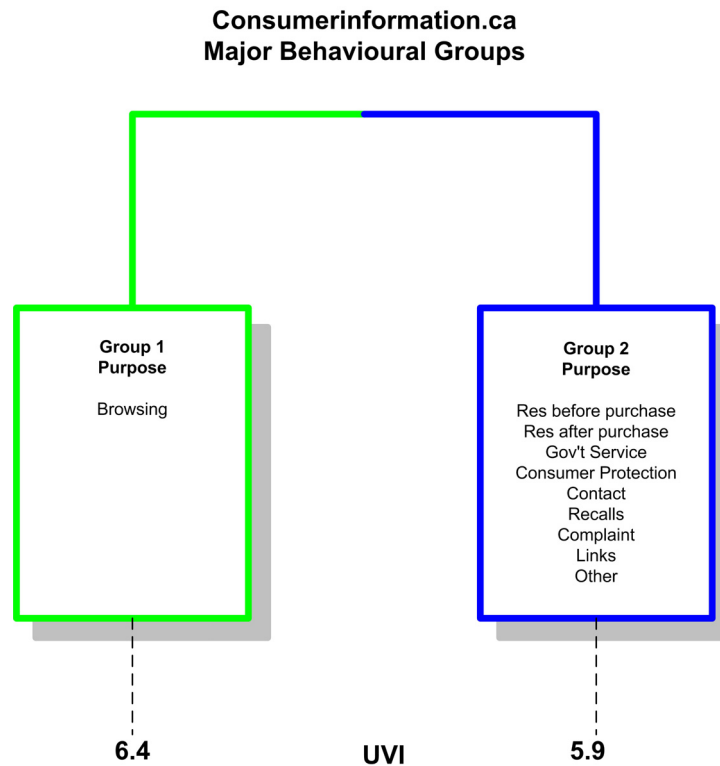 Consumerinformation.ca
Major Behavioural Groups
Group 1
Purpose
Browsing
Group 2
Purpose
Res before purchase
Res after purchase
Gov't Service
Consumer Protection
Contact
Recalls
Complaint
Links
Other
6.4
UVI
5.9